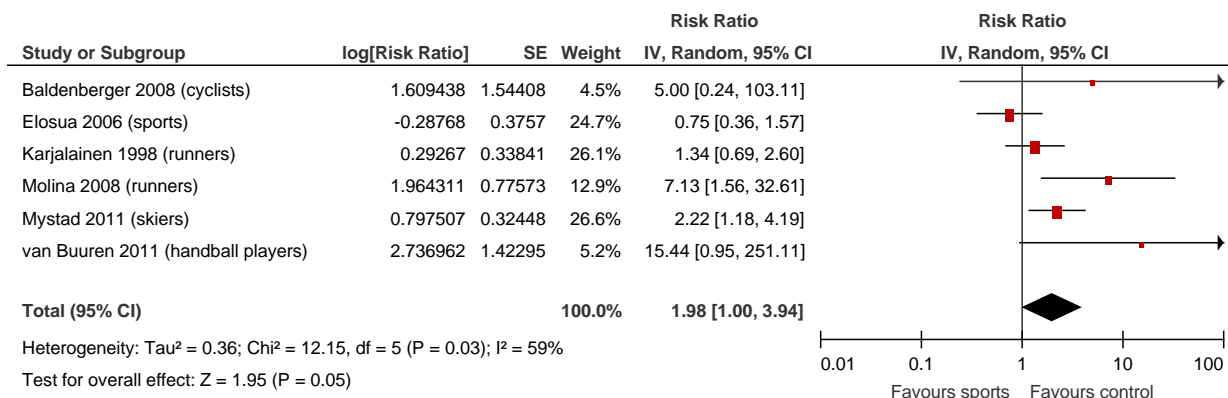 Risk Ratio Risk Ratio
Study or Subgroup log[Risk Ratio] SE Weight IV, Random, 95% CI IV, Random, 95% CI
Baldenberger 2008 (cyclists) 1.609438 1.54408 4.5% 5.00 [0.24, 103.11]
Elosua 2006 (sports) -0.28768 0.3757 24.7% 0.75 [0.36, 1.57]
Karjalainen 1998 (runners) 0.29267 0.33841 26.1% 1.34 [0.69, 2.60]
Molina 2008 (runners) 1.964311 0.77573 12.9% 7.13 [1.56, 32.61]
Mystad 2011 (skiers) 0.797507 0.32448 26.6% 2.22 [1.18, 4.19]
van Buuren 2011 (handball players) 2.736962 1.42295 5.2% 15.44 [0.95, 251.11]
Total (95% CI) 100.0% 1.98 [1.00, 3.94]
Heterogeneity: Tau² = 0.36; Chi² = 12.15, df = 5 (P = 0.03); I² = 59%
Test for overall effect: Z = 1.95 (P = 0.05)
0.01 0.1 1 10 100
Favours sports Favours control